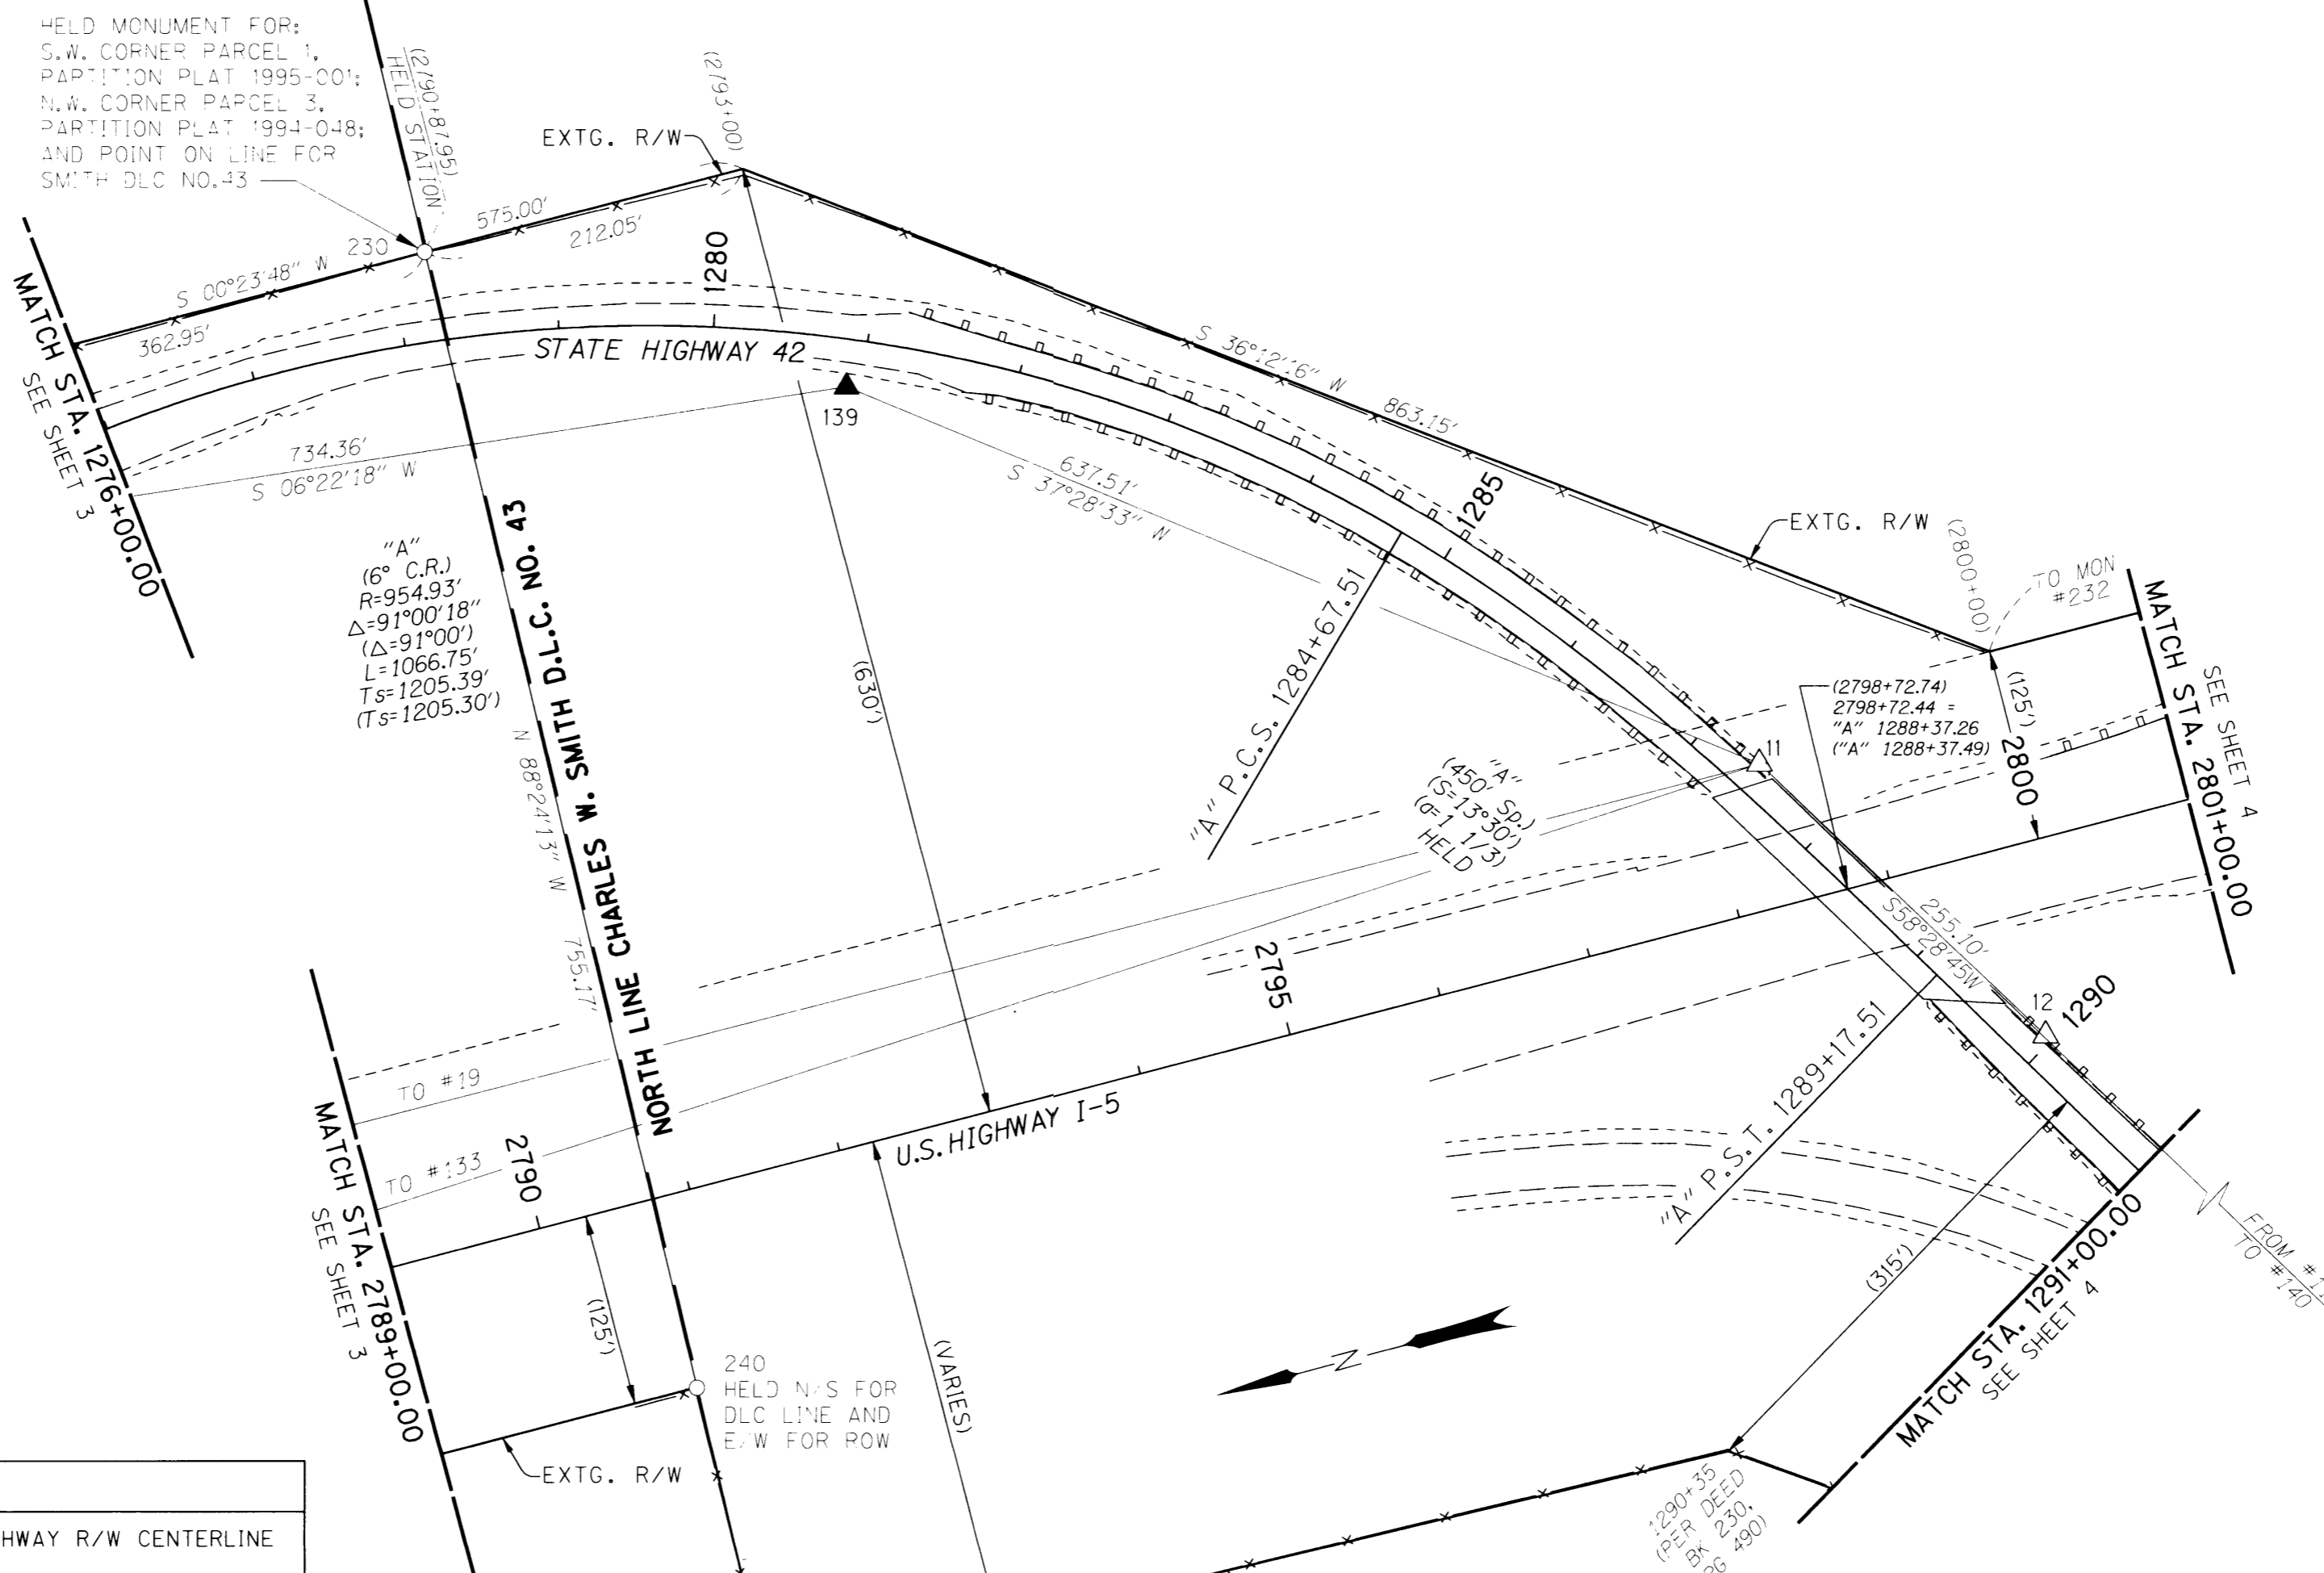 HELD MONUMENT FOR:
S.W. CORNER PARCEL 1,
PARTITION PLAT 1995-001;
N.W. CORNER PARCEL 3,
PARTITION PLAT 1994-048;
AND POINT ON LINE FOR
SMITH DLC NO.43
(2790+87.95)
HELD STATION
(2793+00)
EXTG. R/W
575.00'
212.05'
230
S 00°23'48" W
362.95'
MATCH STA. 1276+00.00
SEE SHEET 3
1280
STATE HIGHWAY 42
139
734.36'
S 06°22'18" W
637.51'
S 37°28'33" W
S 36°12'16" W
863.15'
1285
EXTG. R/W
(2800+00)
TO MON
#232
MATCH STA. 2801+00.00
SEE SHEET 4
"A"
(6° C.R.)
R=954.93'
△=91°00'18"
(△=91°00')
L=1066.75'
Ts=1205.39'
(Ts=1205.30')
NORTH LINE CHARLES W. SMITH D.L.C. NO. 43
N 88°24'13" W
755.17'
(630')
"A" P.C.S. 1284+67.51
"A"
(450' Sp.)
(S=13°30')
(a=1 1/3)
HELD
11
(2798+72.74)
2798+72.44 =
"A" 1288+37.26
("A" 1288+37.49)
(125')
2800
255.10'
S58°28'45W
12
1290
2795
"A" P.S.T. 1289+17.51
TO #19
TO #133
MATCH STA. 2789+00.00
SEE SHEET 3
2790
U.S. HIGHWAY I-5
(125')
(VARIES)
240
HELD N/S FOR
DLC LINE AND
E/W FOR ROW
EXTG. R/W
N
(315')
MATCH STA. 1291+00.00
SEE SHEET 4
FROM
TO #140
1290+35
(PER DEED
BK 230,
PG 490)
HWAY R/W CENTERLINE